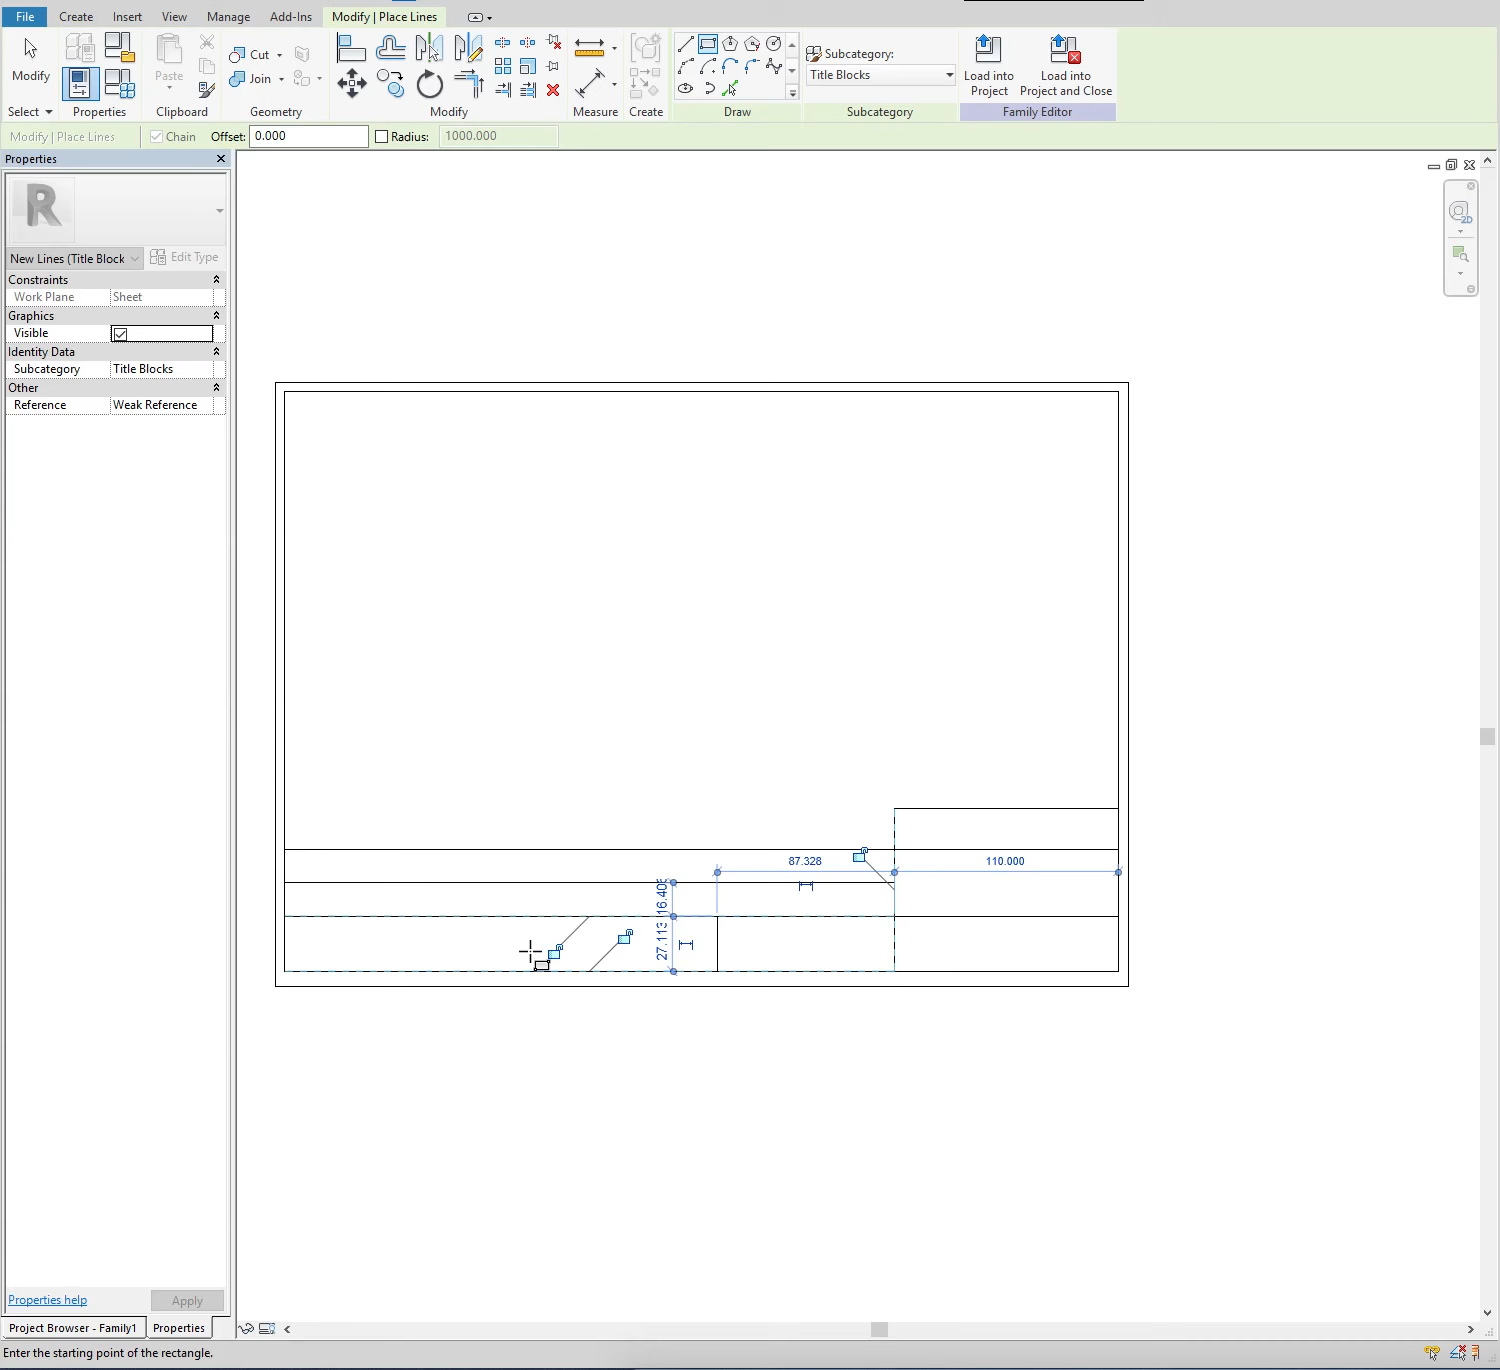 File Create Insert View Manage Add-Ins Modify | Place Lines
Modify
Select
Properties
Paste
Clipboard
Cut
Join
Geometry
Modify
Measure
Create
Draw
Subcategory:
Title Blocks
Subcategory
Load into
Project
Load into
Project and Close
Family Editor
Modify | Place Lines Chain Offset: 0.000 Radius: 1000.000
Properties
R
New Lines (Title Block Edit Type
Constraints
Work Plane Sheet
Graphics
Visible
Identity Data
Subcategory Title Blocks
Other
Reference Weak Reference
2D
87.328
110.000
16.40
27.113
Properties help Apply
Project Browser - Family1 Properties
Enter the starting point of the rectangle.